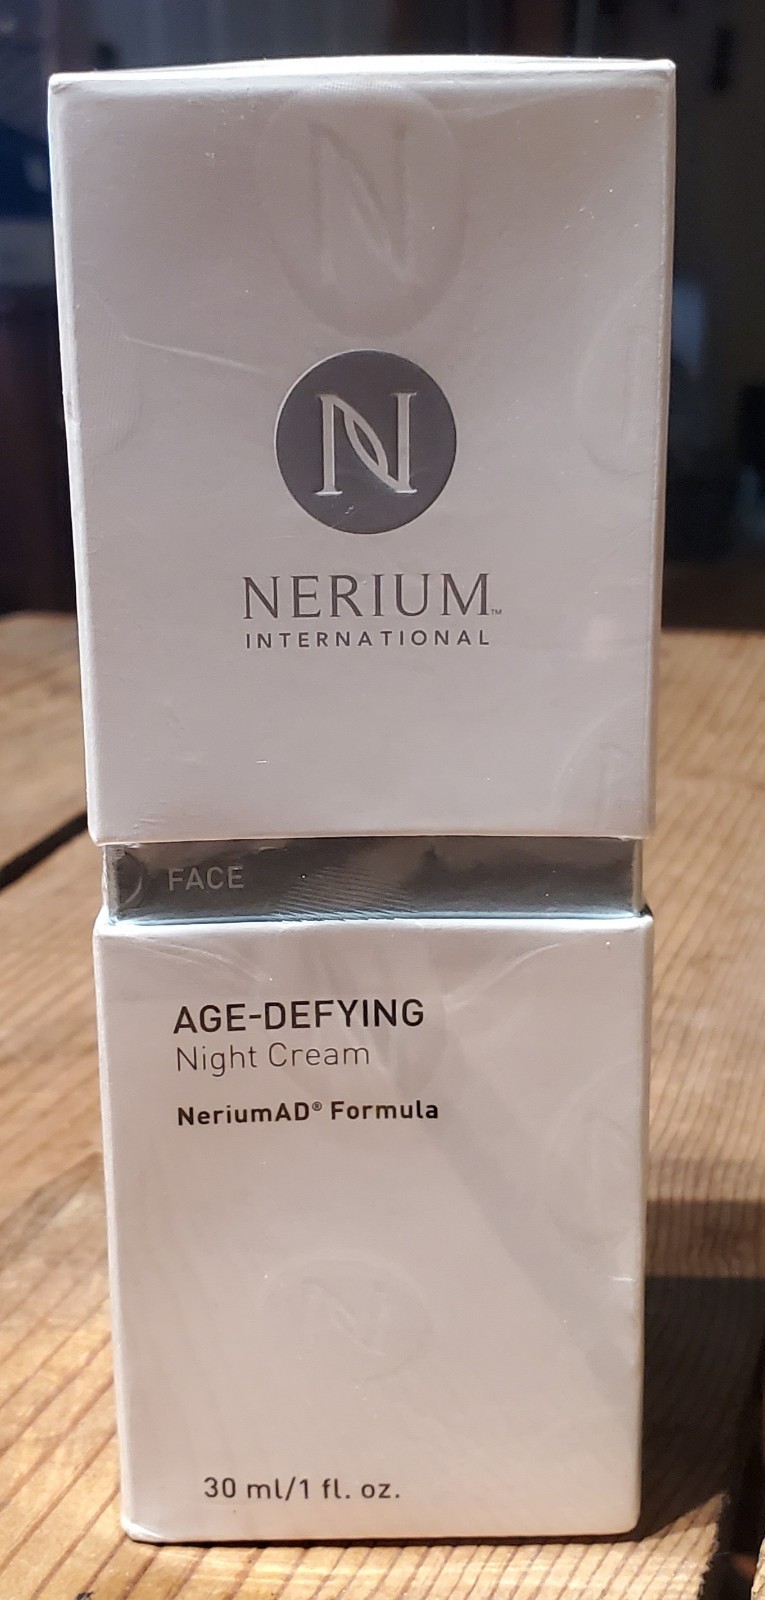 N
N
NERIUM™
INTERNATIONAL
FACE
AGE-DEFYING
Night Cream
NeriumAD® Formula
N
30 ml/1 fl. oz.